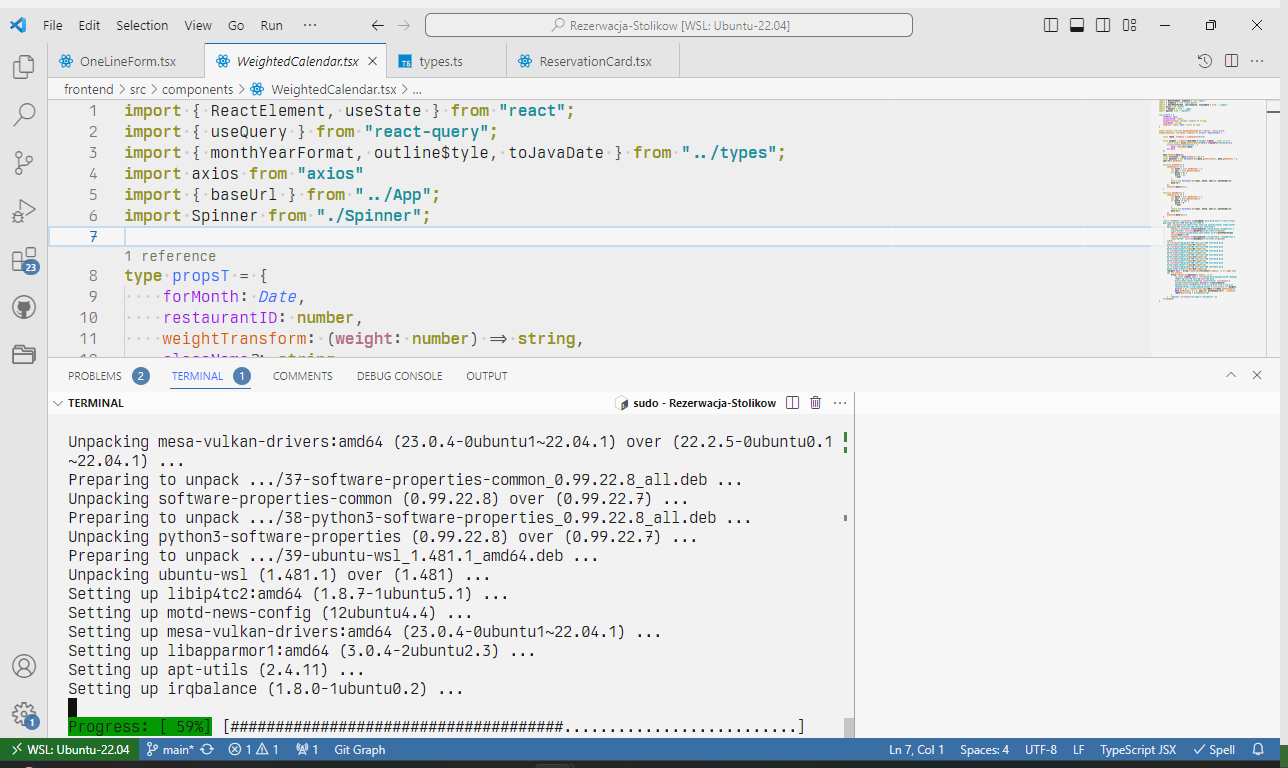 File Edit Selection View Go Run ... Rezerwacja-Stolikow [WSL: Ubuntu-22.04]
OneLineForm.tsx WeightedCalendar.tsx types.ts ReservationCard.tsx
frontend > src > components > WeightedCalendar.tsx > ...
1 import { ReactElement, useState } from "react";
2 import { useQuery } from "react-query";
3 import { monthYearFormat, outline$tyle, toJavaDate } from "../types";
4 import axios from "axios"
5 import { baseUrl } from "../App";
6 import Spinner from "./Spinner";
7
1 reference
8 type propsT = {
9 forMonth: Date,
10 restaurantID: number,
11 weightTransform: (weight: number) => string,
12 className?: string
23
PROBLEMS 2 TERMINAL 1 COMMENTS DEBUG CONSOLE OUTPUT
TERMINAL sudo - Rezerwacja-Stolikow
Unpacking mesa-vulkan-drivers:amd64 (23.0.4-0ubuntu1~22.04.1) over (22.2.5-0ubuntu0.1
~22.04.1) ...
Preparing to unpack .../37-software-properties-common_0.99.22.8_all.deb ...
Unpacking software-properties-common (0.99.22.8) over (0.99.22.7) ...
Preparing to unpack .../38-python3-software-properties_0.99.22.8_all.deb ...
Unpacking python3-software-properties (0.99.22.8) over (0.99.22.7) ...
Preparing to unpack .../39-ubuntu-wsl_1.481.1_amd64.deb ...
Unpacking ubuntu-wsl (1.481.1) over (1.481) ...
Setting up libip4tc2:amd64 (1.8.7-1ubuntu5.1) ...
Setting up motd-news-config (12ubuntu4.4) ...
Setting up mesa-vulkan-drivers:amd64 (23.0.4-0ubuntu1~22.04.1) ...
Setting up libapparmor1:amd64 (3.0.4-2ubuntu2.3) ...
Setting up apt-utils (2.4.11) ...
Setting up irqbalance (1.8.0-1ubuntu0.2) ...
1
Progress: [ 59%] [#####################################..........................]
WSL: Ubuntu-22.04 main* 1 1 1 Git Graph Ln 7, Col 1 Spaces: 4 UTF-8 LF TypeScript JSX Spell